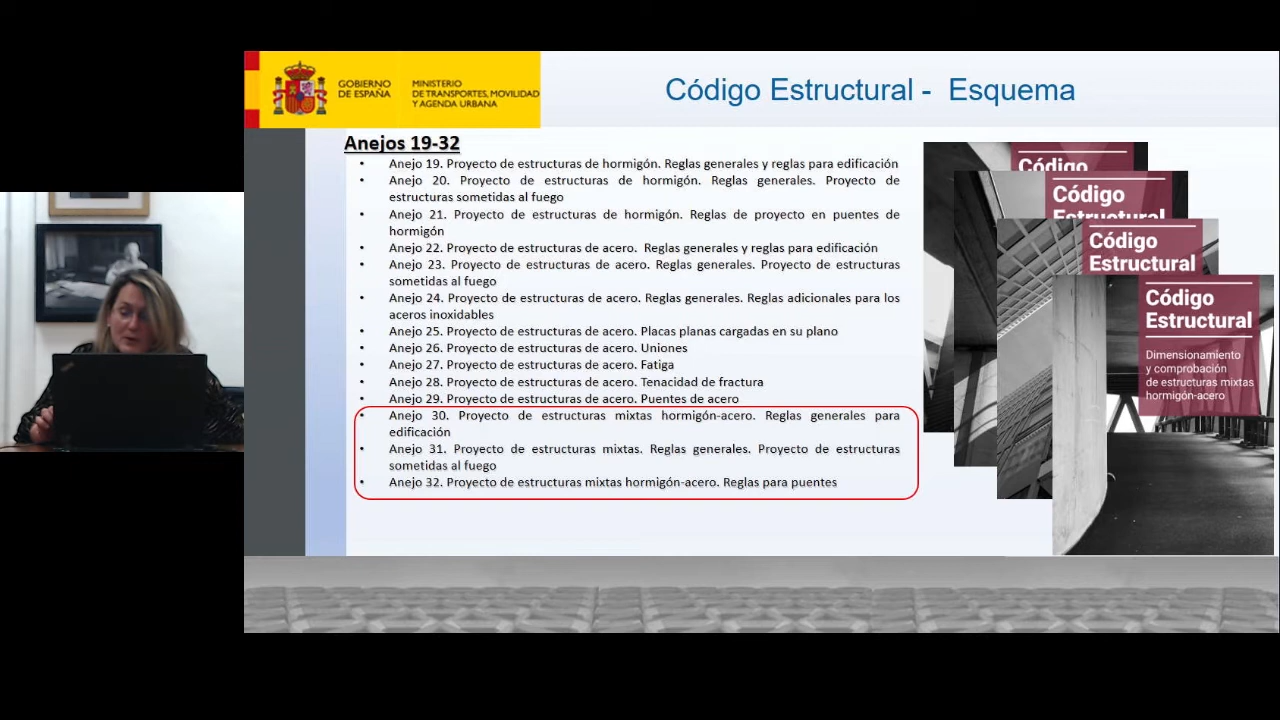 GOBIERNO
DE ESPAÑA
MINISTERIO
DE TRANSPORTES, MOVILIDAD
Y AGENDA URBANA
Código Estructural - Esquema
Anejos 19-32
• Anejo 19. Proyecto de estructuras de hormigón. Reglas generales y reglas para edificación
• Anejo 20. Proyecto de estructuras de hormigón. Reglas generales. Proyecto de
estructuras sometidas al fuego
• Anejo 21. Proyecto de estructuras de hormigón. Reglas de proyecto en puentes de
hormigón
• Anejo 22. Proyecto de estructuras de acero. Reglas generales y reglas para edificación
• Anejo 23. Proyecto de estructuras de acero. Reglas generales. Proyecto de estructuras
sometidas al fuego
• Anejo 24. Proyecto de estructuras de acero. Reglas generales. Reglas adicionales para los
aceros inoxidables
• Anejo 25. Proyecto de estructuras de acero. Placas planas cargadas en su plano
• Anejo 26. Proyecto de estructuras de acero. Uniones
• Anejo 27. Proyecto de estructuras de acero. Fatiga
• Anejo 28. Proyecto de estructuras de acero. Tenacidad de fractura
• Anejo 29. Proyecto de estructuras de acero. Puentes de acero
• Anejo 30. Proyecto de estructuras mixtas hormigón-acero. Reglas generales para
edificación
• Anejo 31. Proyecto de estructuras mixtas. Reglas generales. Proyecto de estructuras
sometidas al fuego
• Anejo 32. Proyecto de estructuras mixtas hormigón-acero. Reglas para puentes
Código
Código
Estructural
Código
Estructural
Código
Estructural
Dimensionamiento
y comprobación
de estructuras mixtas
hormigón-acero